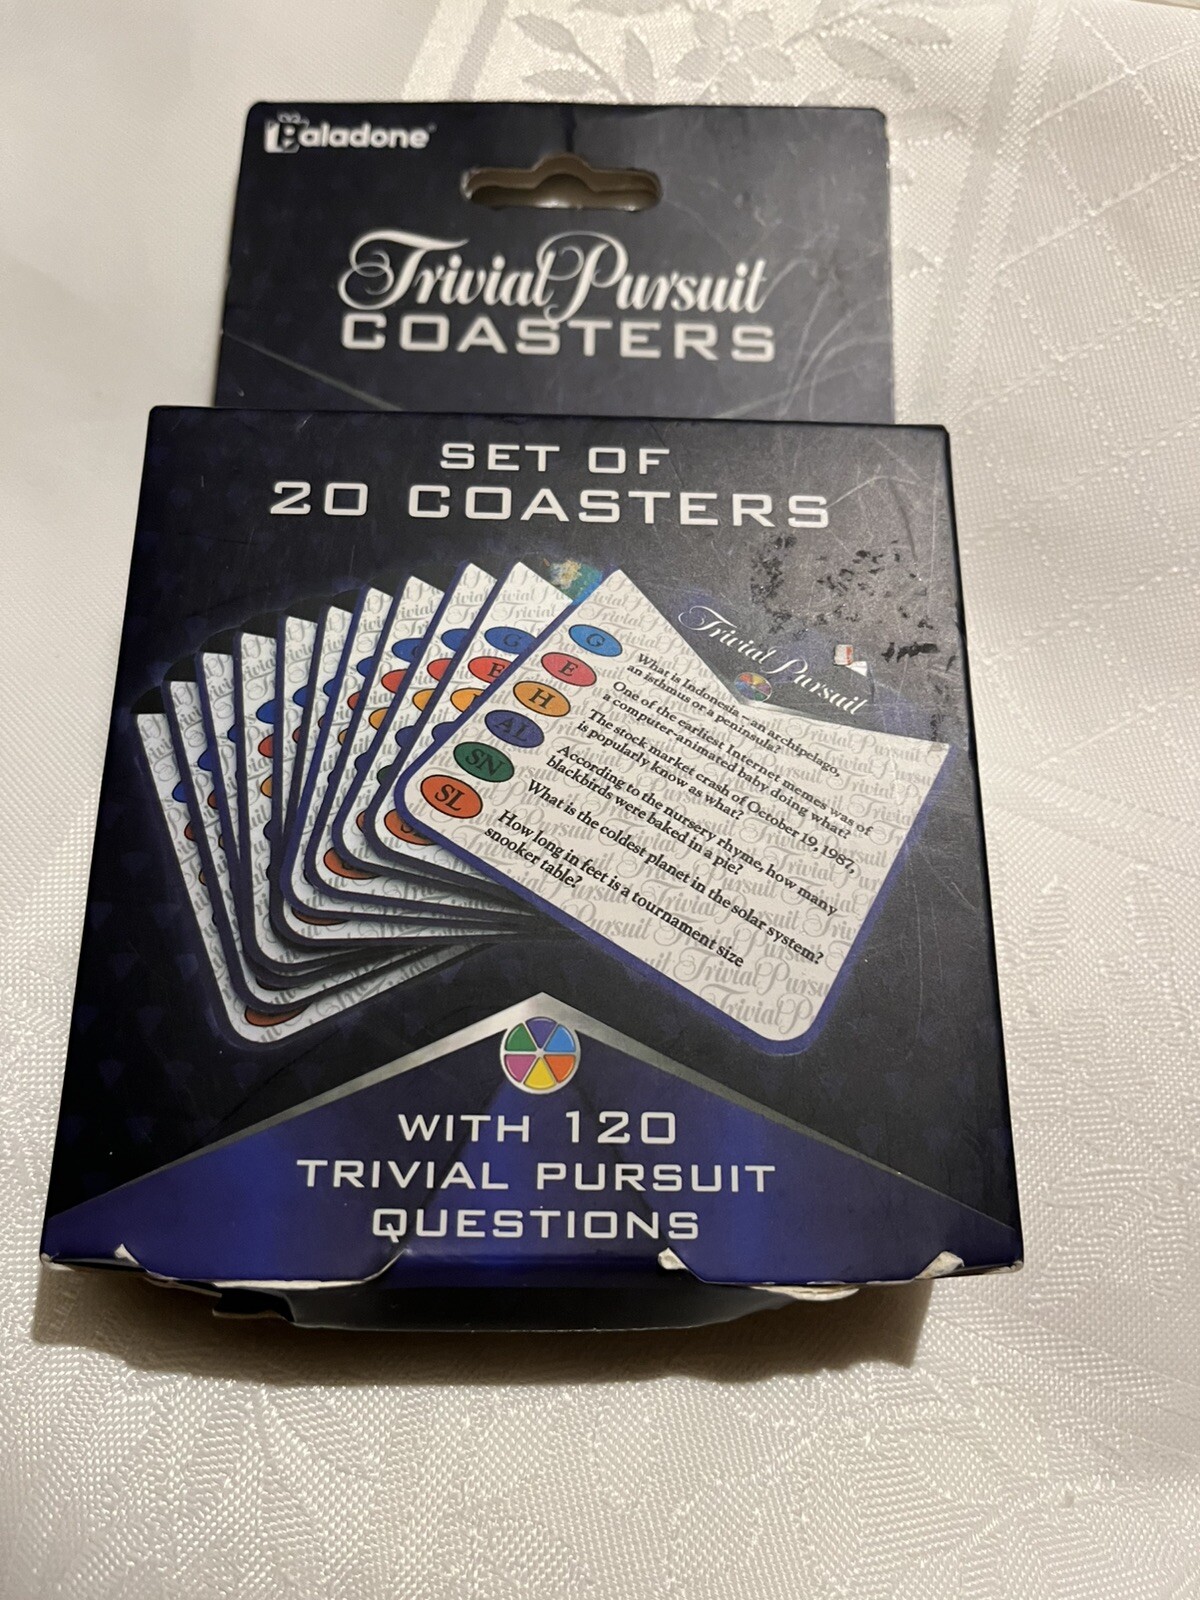 Paladone
Trivial Pursuit
COASTERS
SET OF
20 COASTERS
Trivial Pursuit
G
What is Indonesia – an archipelago,
an isthmus or a peninsula?
E
One of the earliest Internet memes was of
a computer-animated baby doing what?
H
The stock market crash of October 19, 1987,
is popularly know as what?
AL
According to the nursery rhyme, how many
blackbirds were baked in a pie?
SN
What is the coldest planet in the solar system?
SL
How long in feet is a tournament size
snooker table?
G
E
WITH 120
TRIVIAL PURSUIT
QUESTIONS